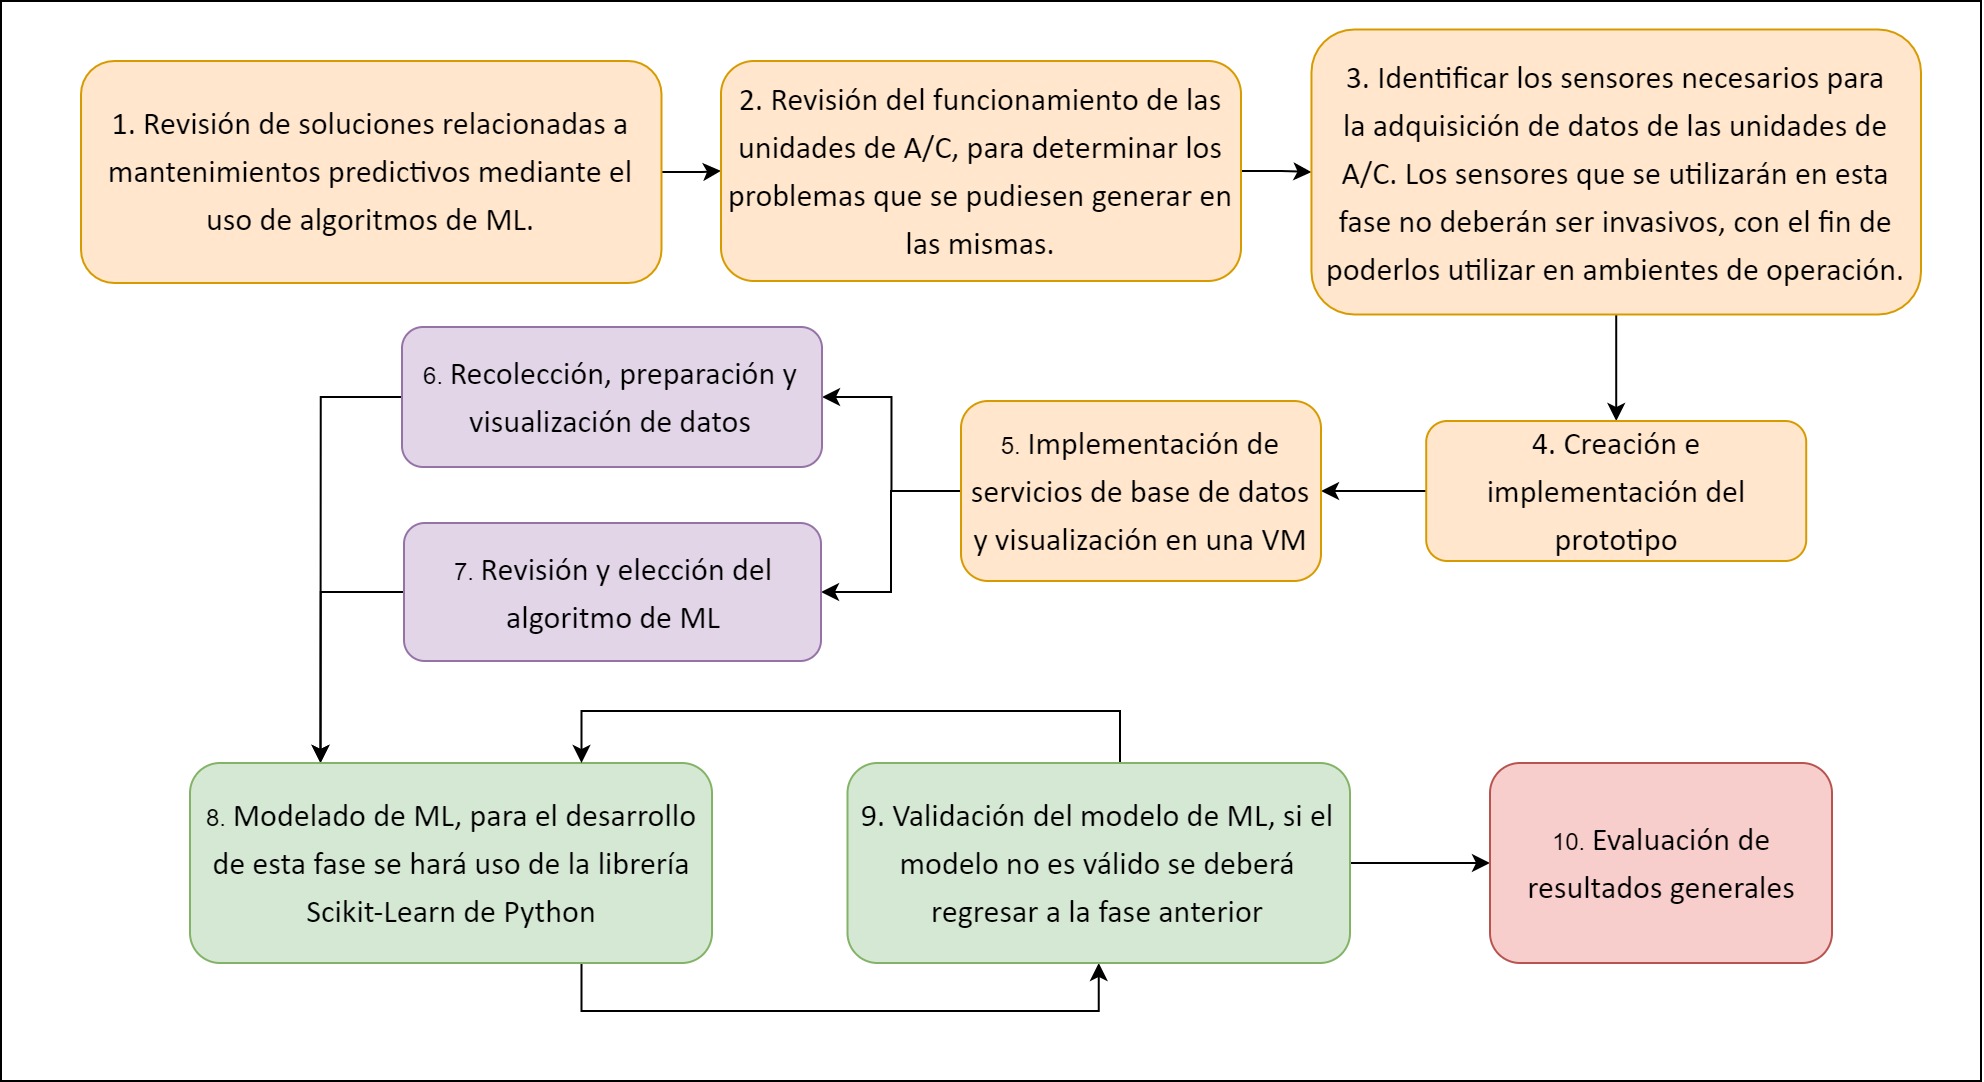 1. Revisión de soluciones relacionadas a
mantenimientos predictivos mediante el
uso de algoritmos de ML.
2. Revisión del funcionamiento de las
unidades de A/C, para determinar los
problemas que se pudiesen generar en
las mismas.
3. Identificar los sensores necesarios para
la adquisición de datos de las unidades de
A/C. Los sensores que se utilizarán en esta
fase no deberán ser invasivos, con el fin de
poderlos utilizar en ambientes de operación.
4. Creación e
implementación del
prototipo
5. Implementación de
servicios de base de datos
y visualización en una VM
6. Recolección, preparación y
visualización de datos
7. Revisión y elección del
algoritmo de ML
8. Modelado de ML, para el desarrollo
de esta fase se hará uso de la librería
Scikit-Learn de Python
9. Validación del modelo de ML, si el
modelo no es válido se deberá
regresar a la fase anterior
10. Evaluación de
resultados generales